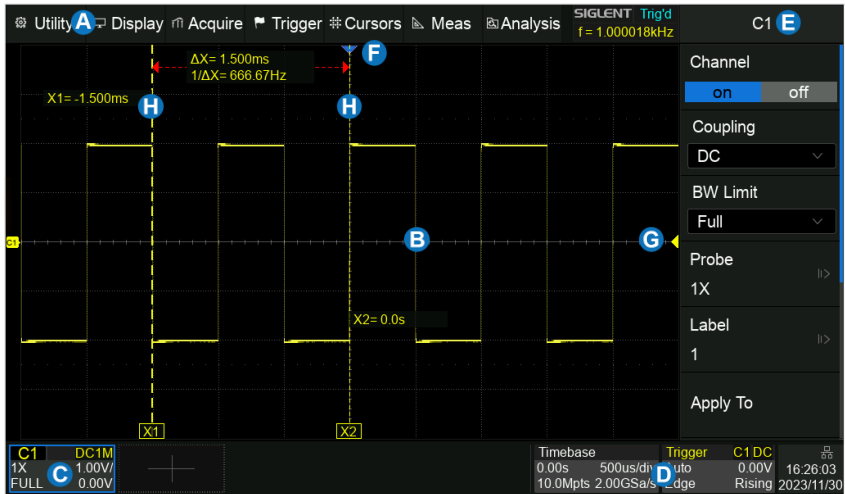 Utility A Display Acquire Trigger Cursors Meas Analysis
SIGLENT Trig'd
f = 1.000018kHz
C1 E
ΔX= 1.500ms
1/ΔX= 666.67Hz
F
X1= -1.500ms
H H
C1
B
G
X2= 0.0s
X1
X2
Channel
on off
Coupling
DC
BW Limit
Full
Probe
1X
Label
1
Apply To
C1 DC1M
1X 1.00V/
FULL C 0.00V
Timebase
0.00s 500us/div
10.0Mpts 2.00GSa/s
D
Trigger C1 DC
Auto 0.00V
Edge Rising
16:26:03
2023/11/30